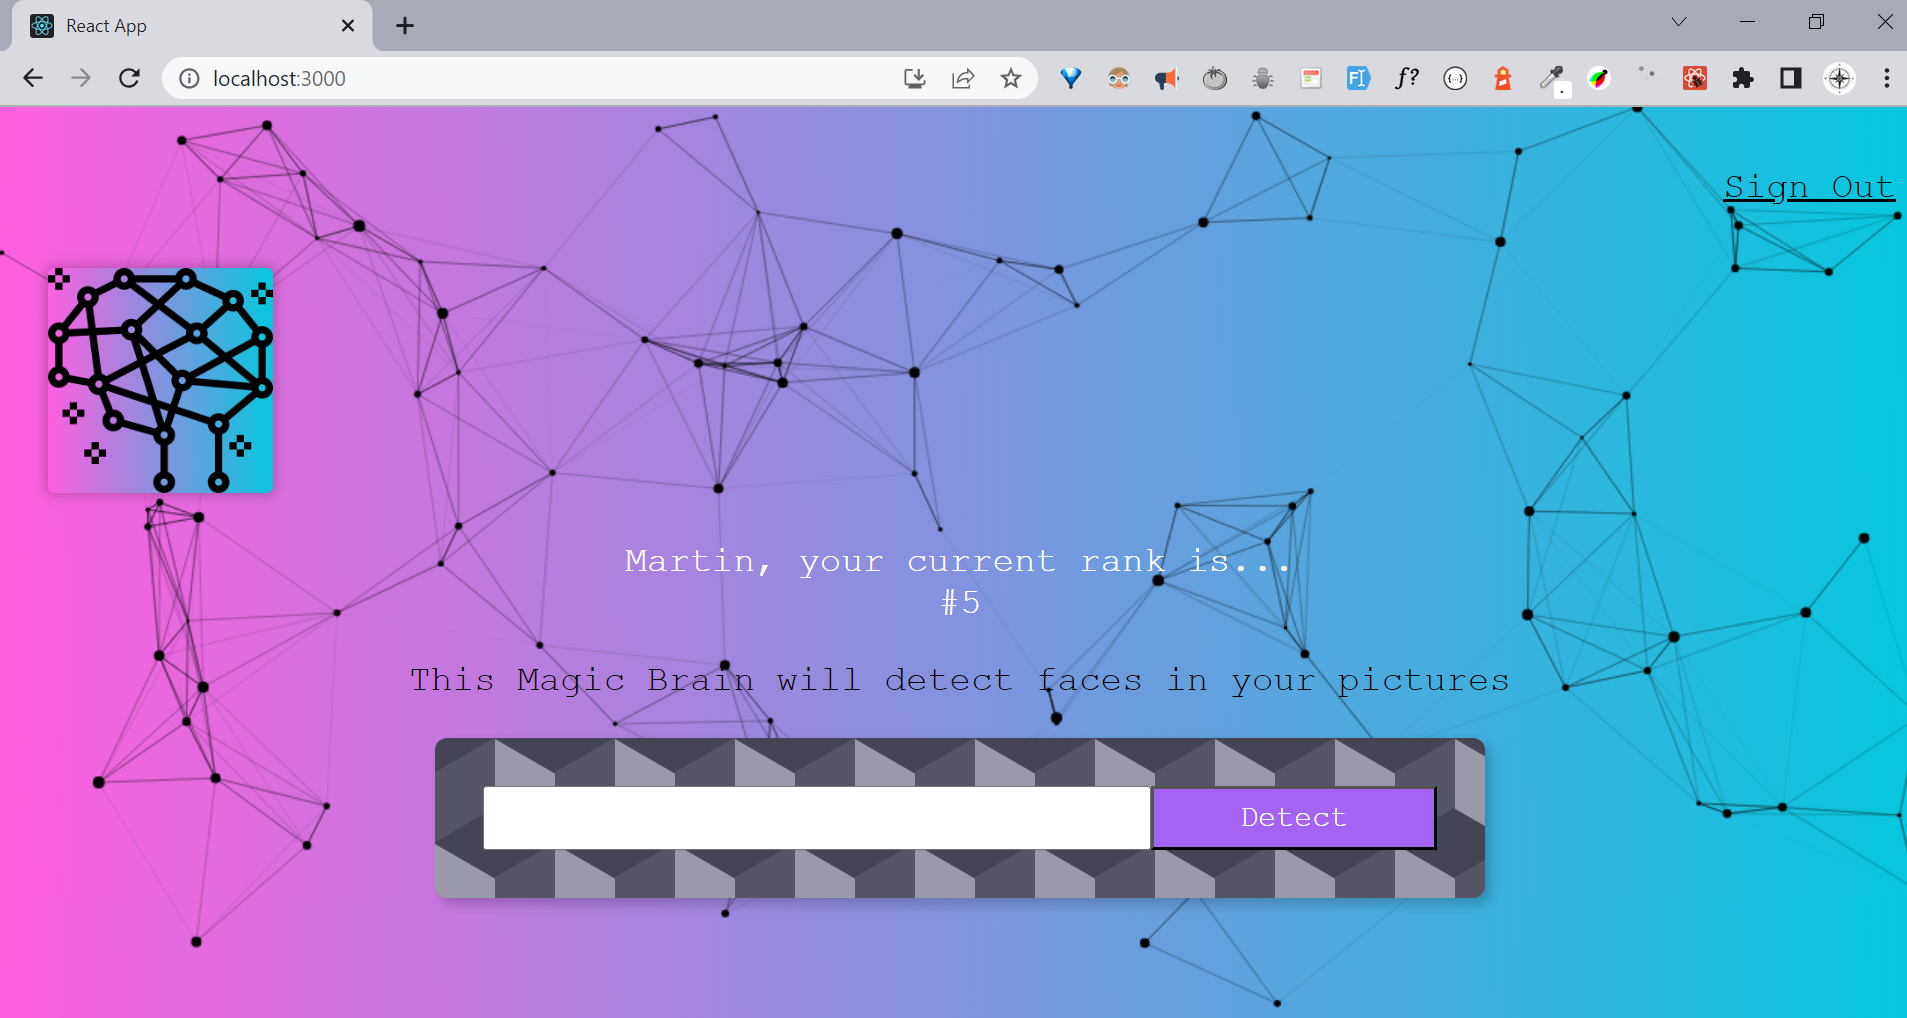 React App
localhost:3000
Sign Out
Martin, your current rank is...
#5
This Magic Brain will detect faces in your pictures
Detect